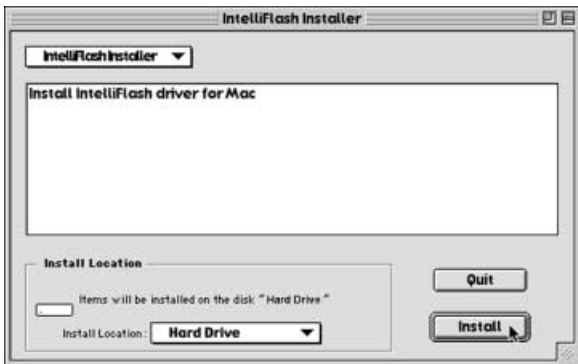 IntelliFlash Installer
IntelliFlash Installer
Install IntelliFlash driver for Mac
Install Location
Items will be installed on the disk "Hard Drive"
Install Location: Hard Drive
Quit
Install